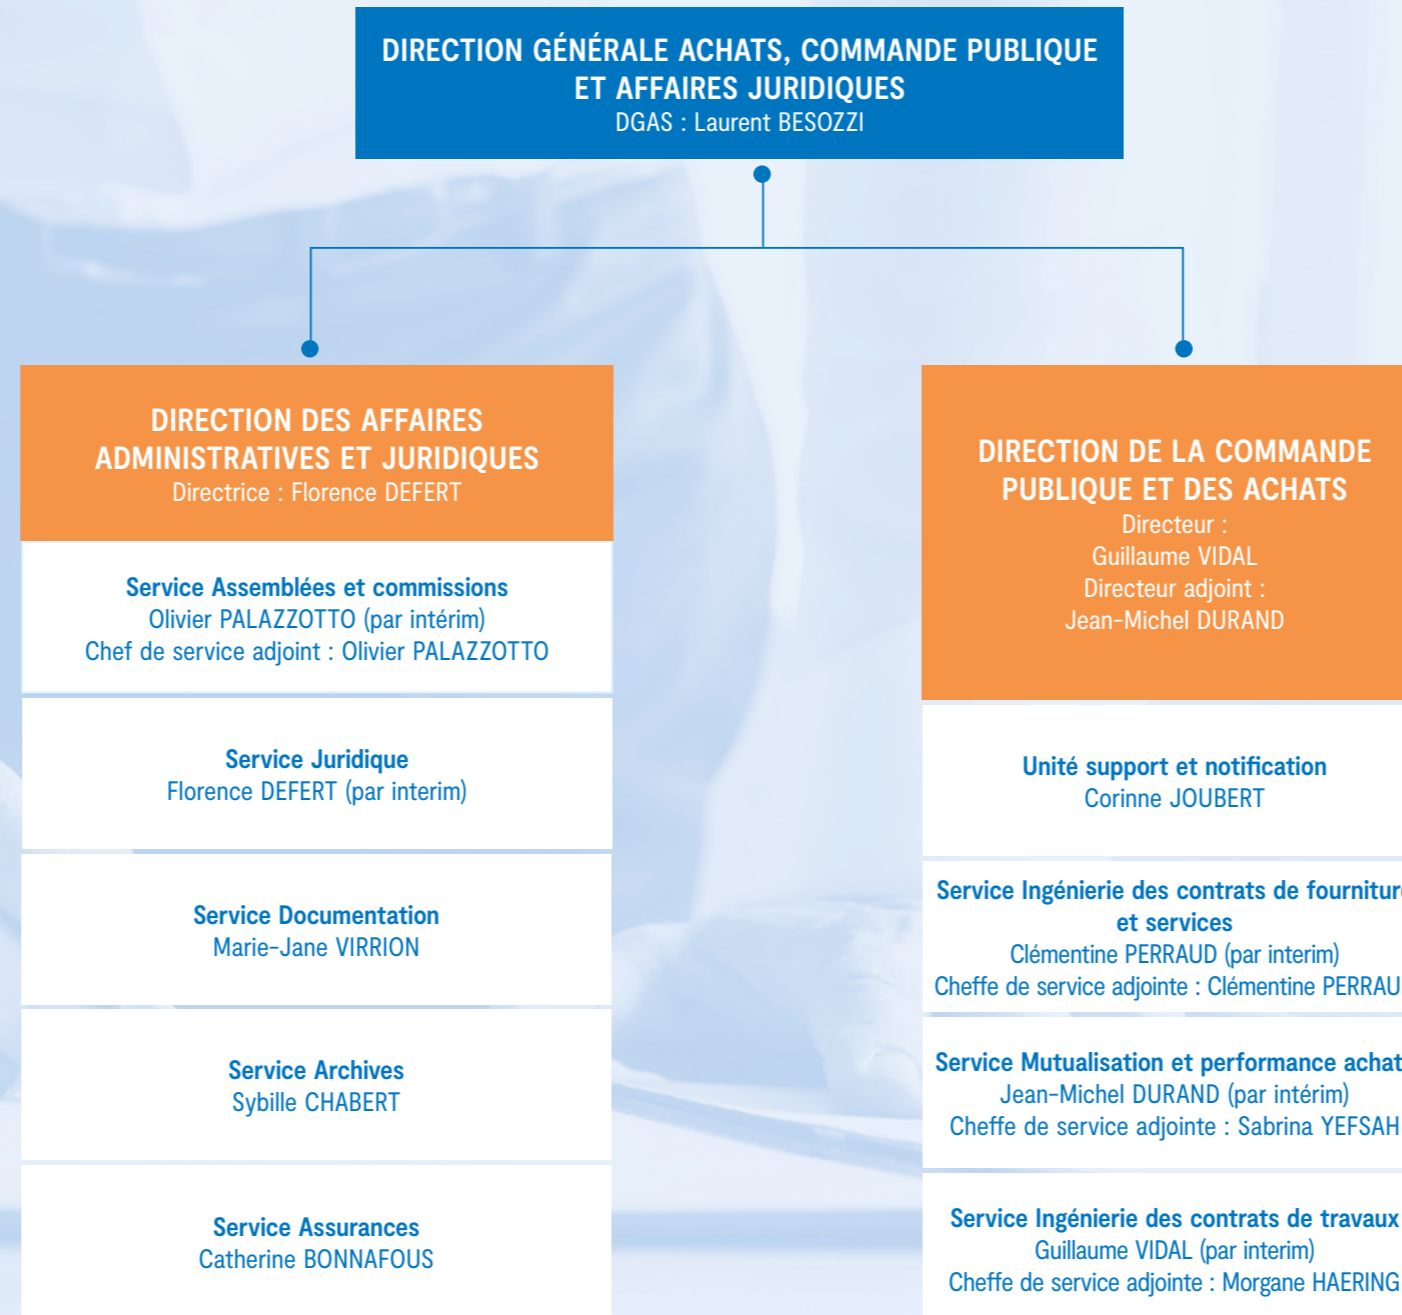 DIRECTION GÉNÉRALE ACHATS, COMMANDE PUBLIQUE
ET AFFAIRES JURIDIQUES
DGAS : Laurent BESOZZI
DIRECTION DES AFFAIRES
ADMINISTRATIVES ET JURIDIQUES
Directrice : Florence DEFERT
Service Assemblées et commissions
Olivier PALAZZOTTO (par intérim)
Chef de service adjoint : Olivier PALAZZOTTO
Service Juridique
Florence DEFERT (par interim)
Service Documentation
Marie-Jane VIRRION
Service Archives
Sybille CHABERT
Service Assurances
Catherine BONNAFOUS
DIRECTION DE LA COMMANDE
PUBLIQUE ET DES ACHATS
Directeur :
Guillaume VIDAL
Directeur adjoint :
Jean-Michel DURAND
Unité support et notification
Corinne JOUBERT
Service Ingénierie des contrats de fourniture
et services
Clémentine PERRAUD (par interim)
Cheffe de service adjointe : Clémentine PERRAU
Service Mutualisation et performance achat
Jean-Michel DURAND (par intérim)
Cheffe de service adjointe : Sabrina YEFSAH
Service Ingénierie des contrats de travaux
Guillaume VIDAL (par interim)
Cheffe de service adjointe : Morgane HAERING